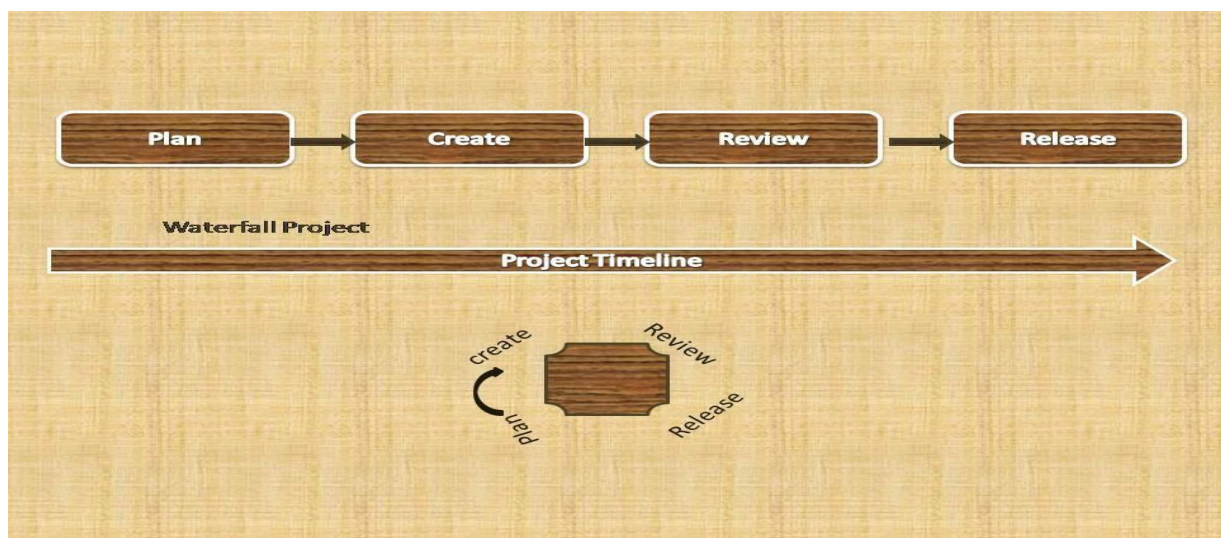 Plan Create Review Release
Waterfall Project
Project Timeline
create Review
Plan Release